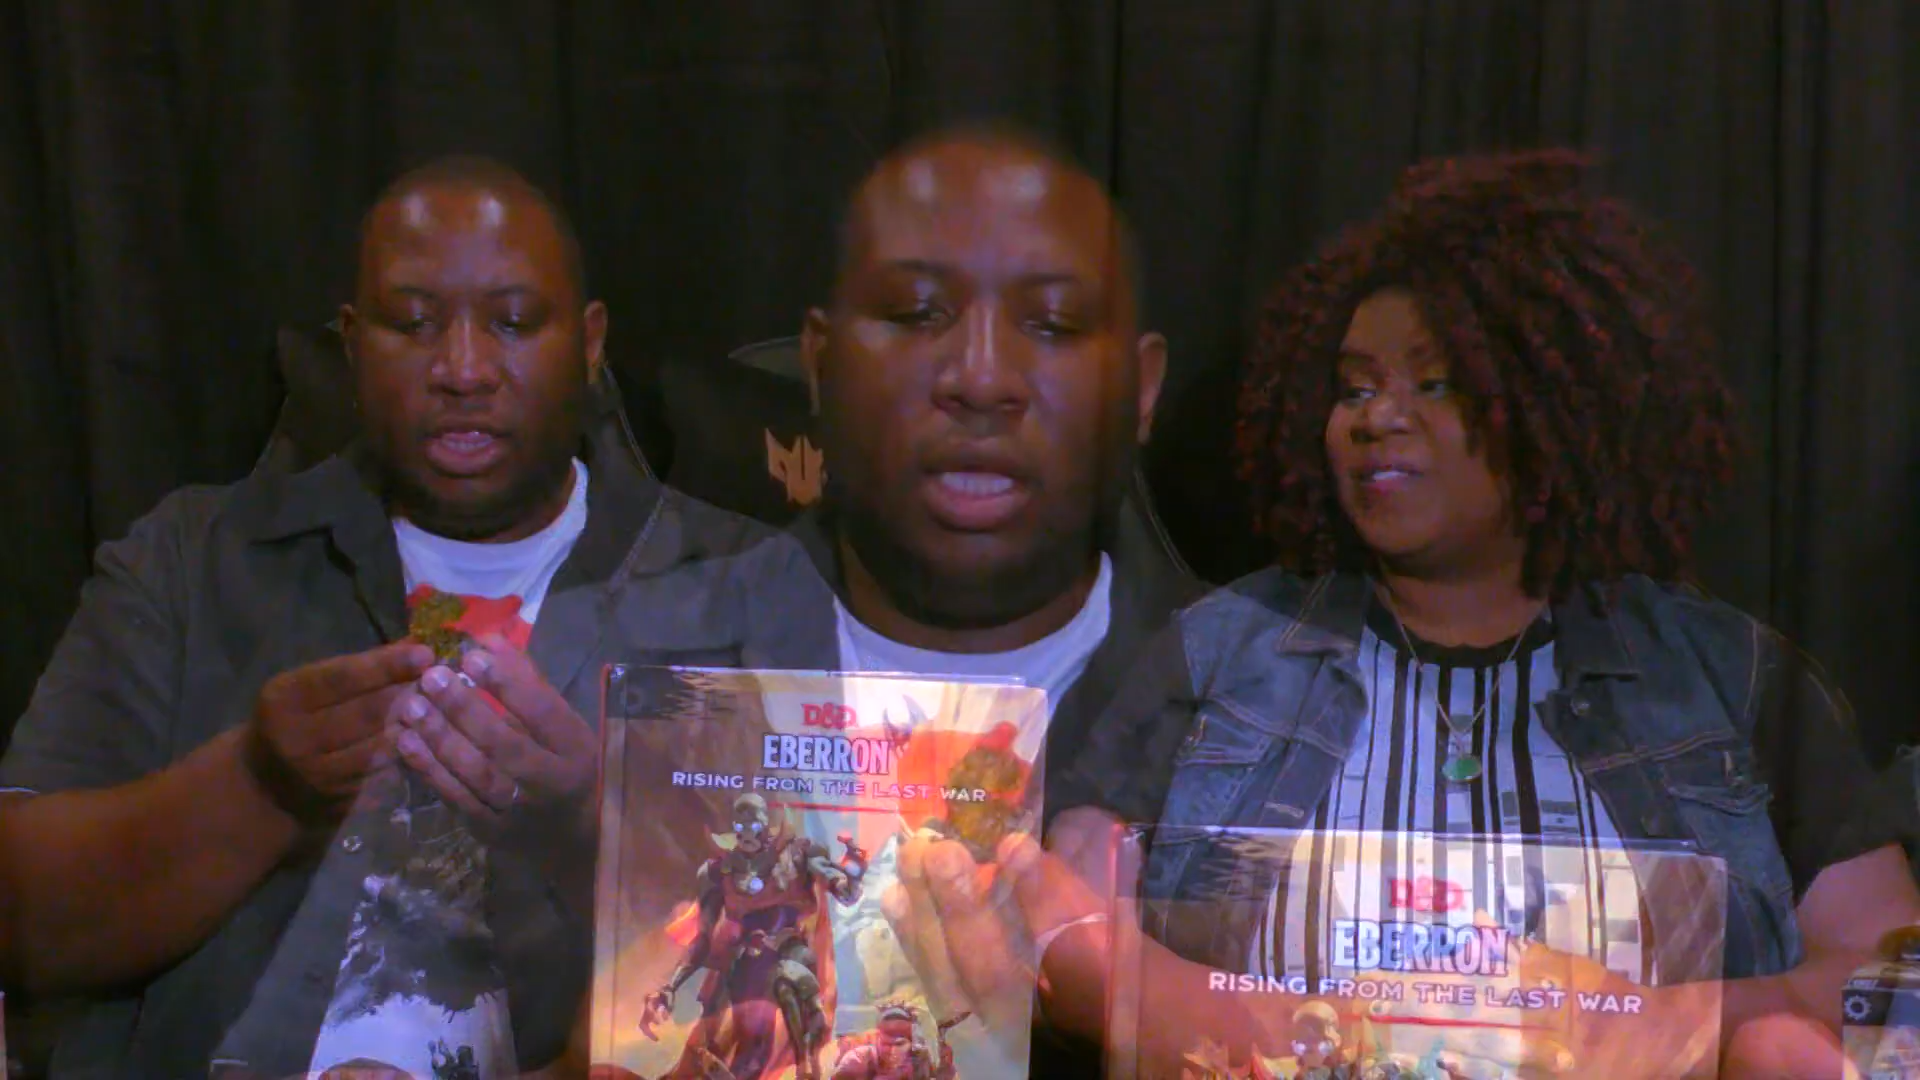 D&D
EBERRON
RISING FROM THE LAST WAR
D&D
EBERRON
RISING FROM THE LAST WAR